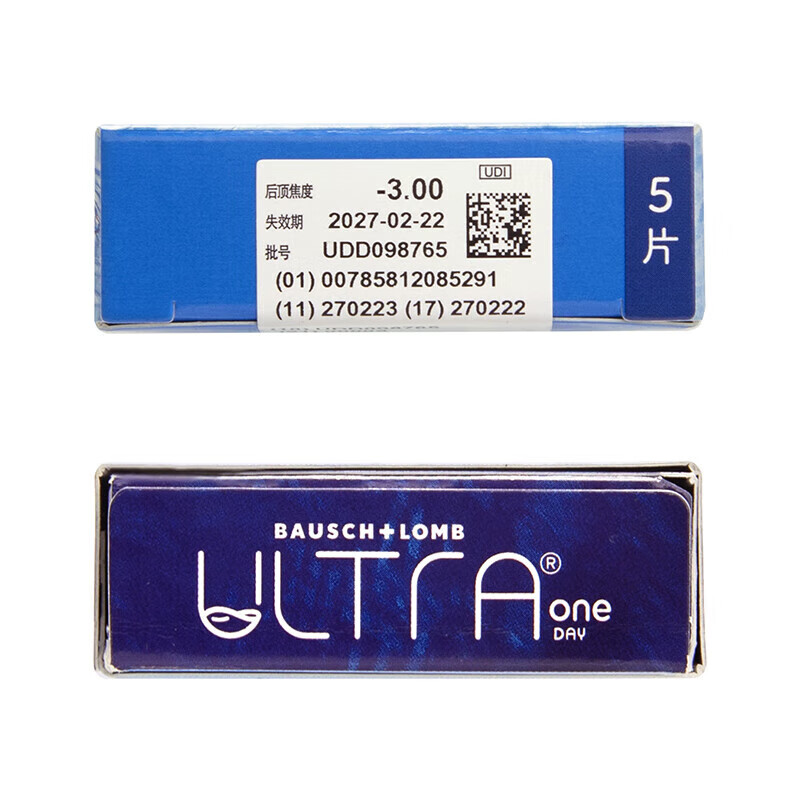 UDI
后顶焦度 -3.00
失效期 2027-02-22
批号 UDD098765
(01) 00785812085291
(11) 270223 (17) 270222
5
片
BAUSCH+LOMB
ULTRA®
one
DAY